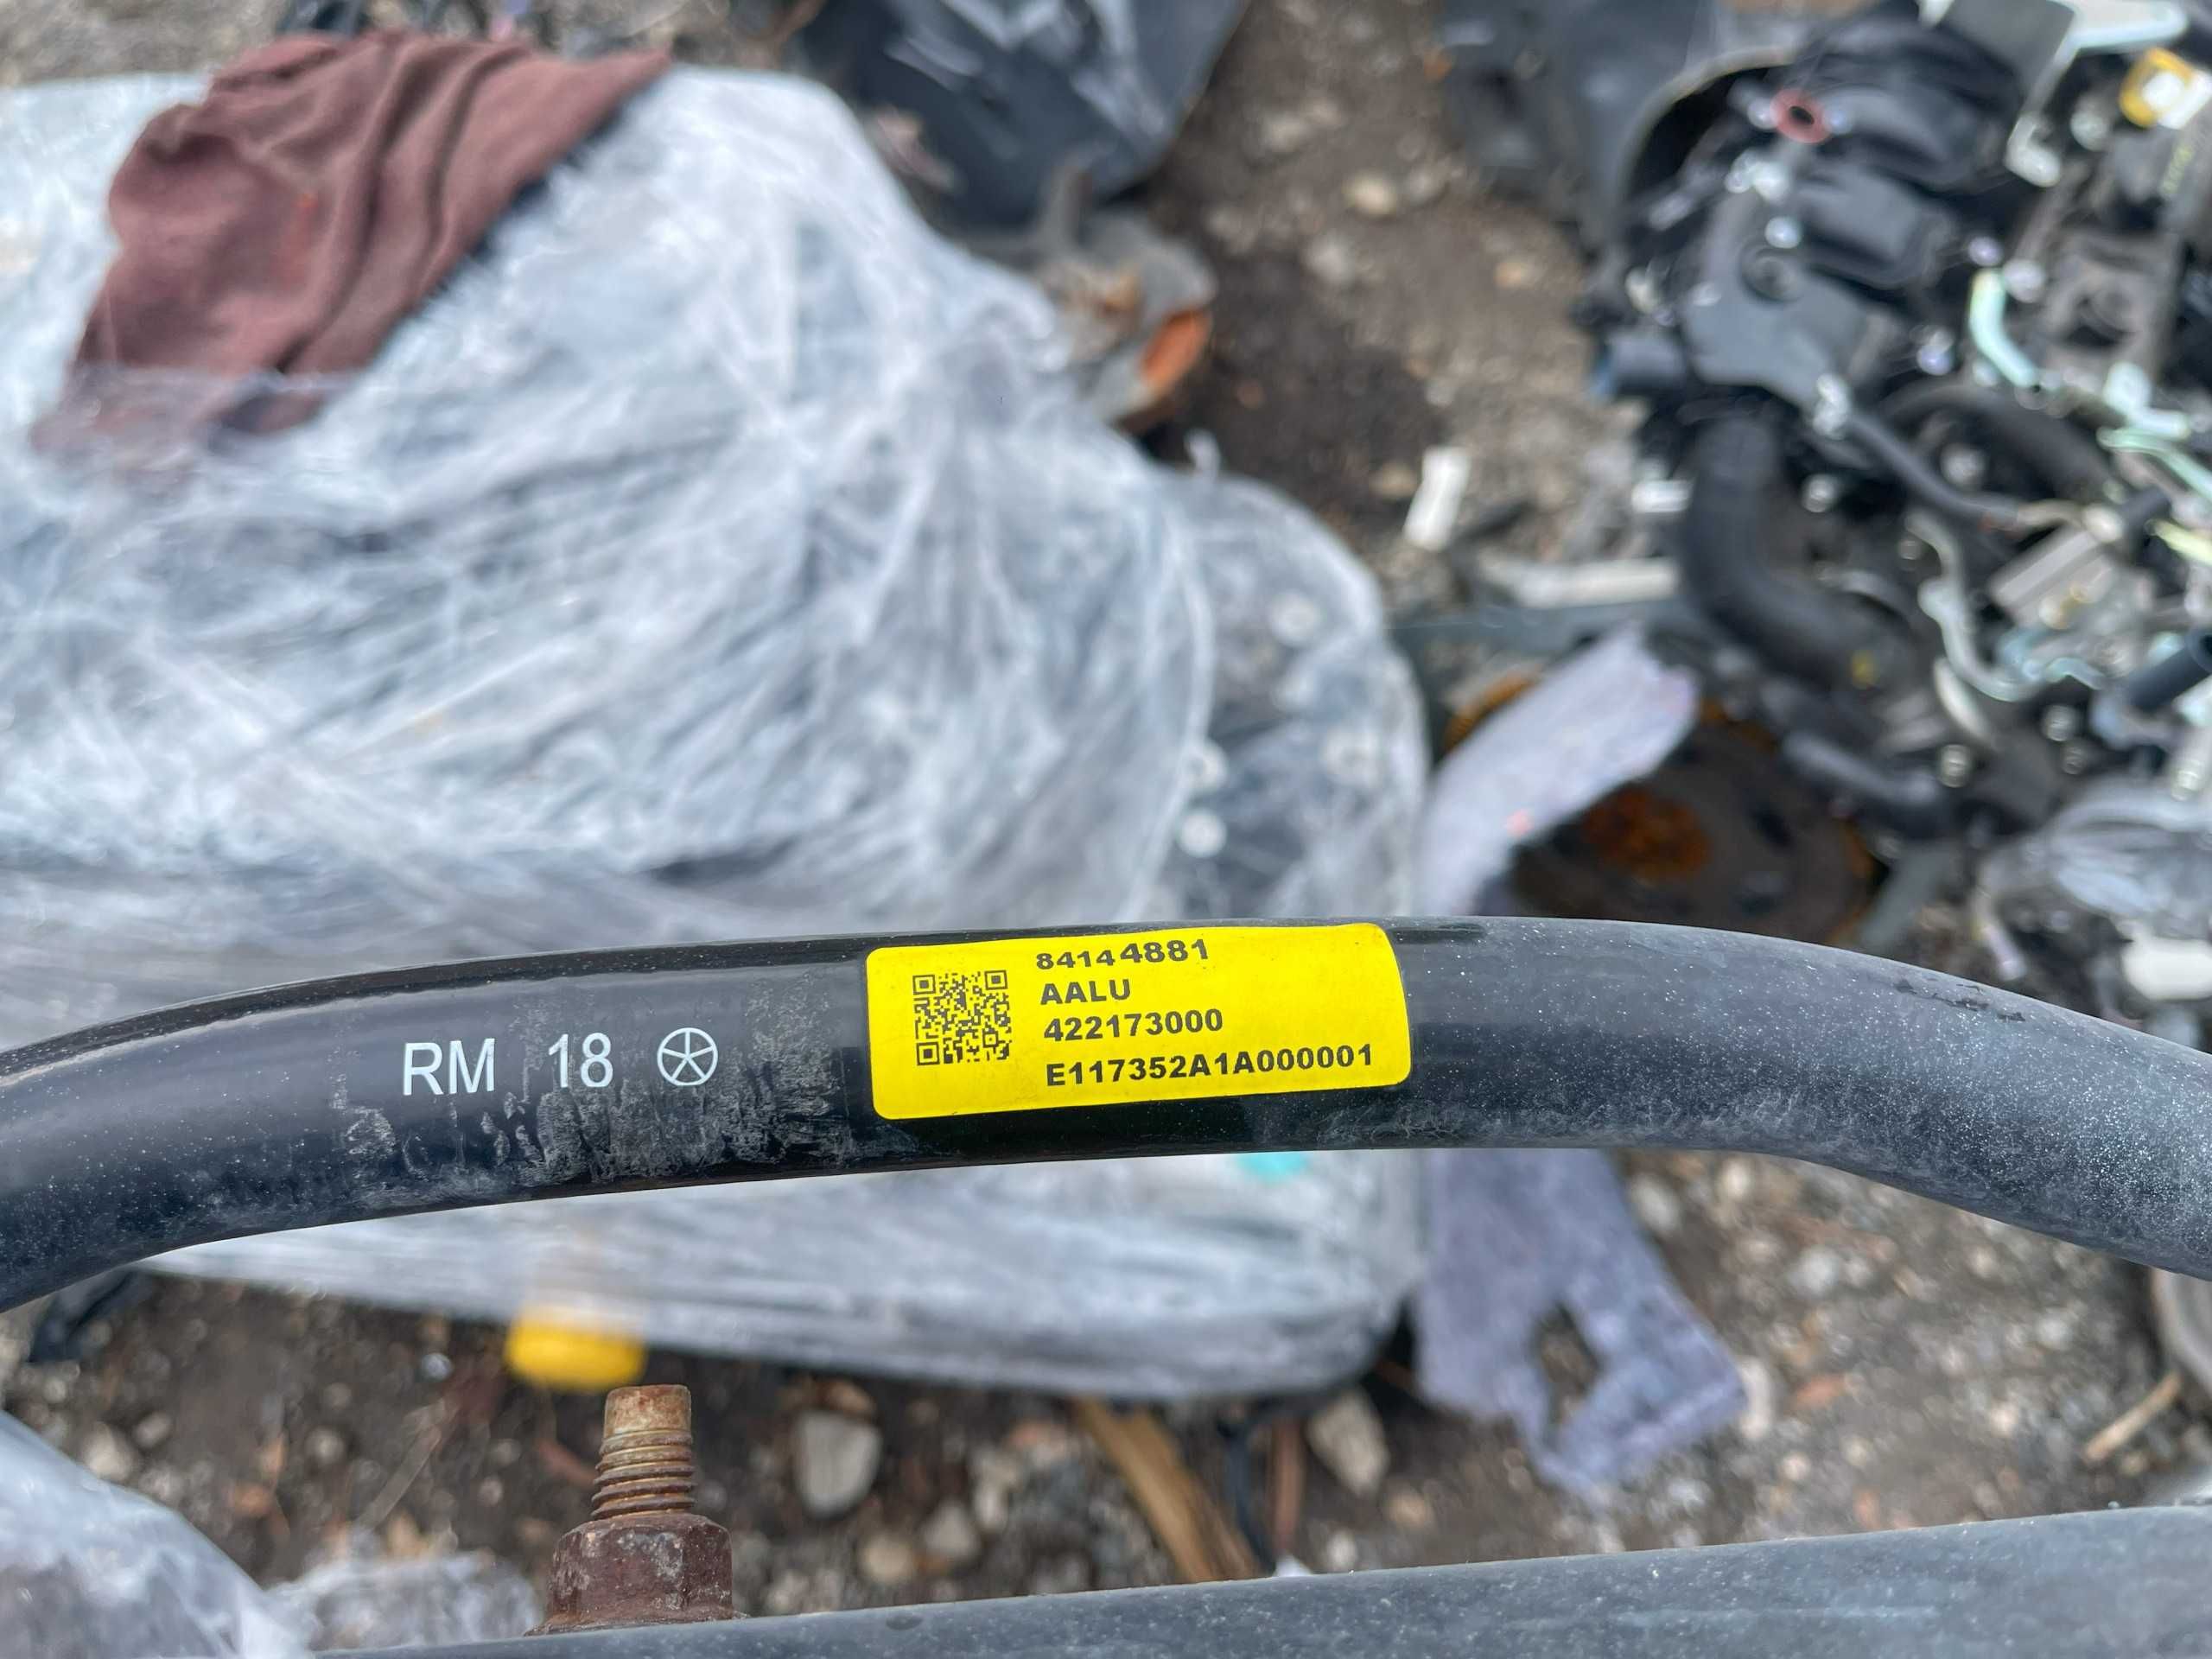 RM 18
84144881
AALU
422173000
E117352A1A000001